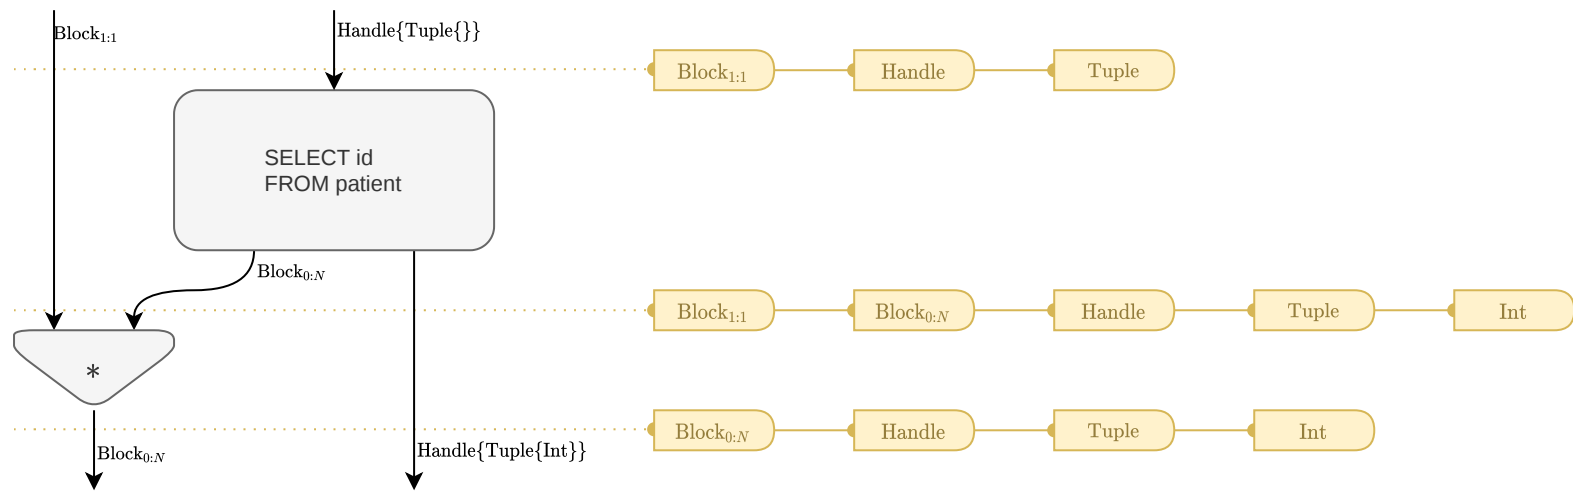 Block₁:₁
Handle{Tuple{}}
Block₁:₁ Handle Tuple
SELECT id
FROM patient
Block₀:N
Block₁:₁ Block₀:N Handle Tuple Int
*
Block₀:N Handle Tuple Int
Block₀:N
Handle{Tuple{Int}}